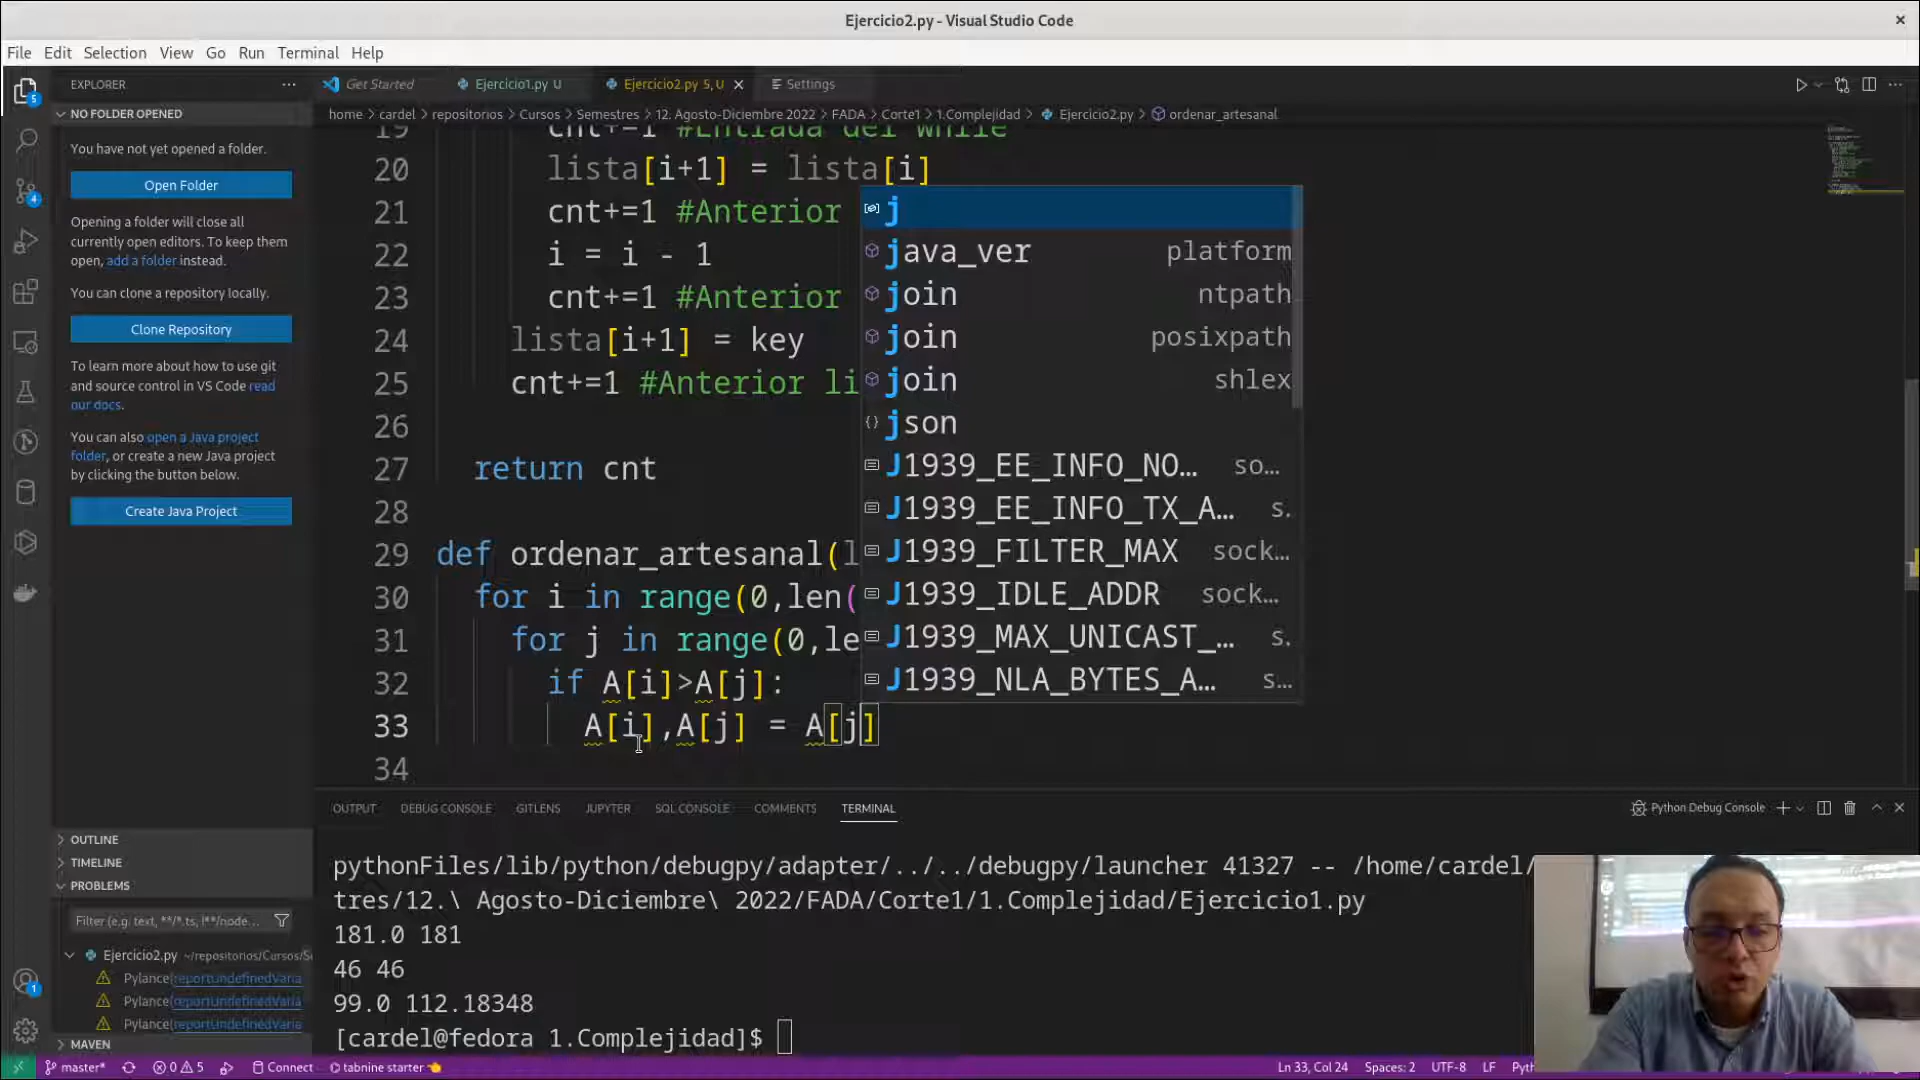 Ejercicio2.py - Visual Studio Code
File Edit Selection View Go Run Terminal Help
EXPLORER
Get Started
Ejercicio1.py U
Ejercicio2.py 5, U
Settings
NO FOLDER OPENED
home > cardel > repositorios > Cursos > Semestres > 12. Agosto-Diciembre 2022 > FADA > Corte1 > 1.Complejidad > Ejercicio2.py > ordenar_artesanal
You have not yet opened a folder.
Open Folder
Opening a folder will close all
currently open editors. To keep them
open, add a folder instead.
You can clone a repository locally.
Clone Repository
To learn more about how to use git
and source control in VS Code read
our docs.
You can also open a Java project
folder, or create a new Java project
by clicking the button below.
Create Java Project
OUTLINE
TIMELINE
PROBLEMS
Filter (e.g. text, **/*.ts, !**/node...
Ejercicio2.py ~/repositorios/Cursos/S
Pylance(reportUndefinedVaria
Pylance(reportUndefinedVaria
Pylance(reportUndefinedVaria
MAVEN
19 cnt+=1 #Entrada del while
20 lista[i+1] = lista[i]
21 cnt+=1 #Anterior
22 i = i - 1
23 cnt+=1 #Anterior
24 lista[i+1] = key
25 cnt+=1 #Anterior li
26
27 return cnt
28
29 def ordenar_artesanal(l
30 for i in range(0,len(
31 for j in range(0,le
32 if A[i]>A[j]:
33 A[i],A[j] = A[j]
34
j
java_ver platform
join ntpath
join posixpath
join shlex
json
J1939_EE_INFO_NO... so...
J1939_EE_INFO_TX_A... s.
J1939_FILTER_MAX sock...
J1939_IDLE_ADDR sock...
J1939_MAX_UNICAST_... s.
J1939_NLA_BYTES_A... s...
OUTPUT DEBUG CONSOLE GITLENS JUPYTER SQL CONSOLE COMMENTS TERMINAL
Python Debug Console
pythonFiles/lib/python/debugpy/adapter/../../debugpy/launcher 41327 -- /home/cardel/
tres/12.\ Agosto-Diciembre\ 2022/FADA/Corte1/1.Complejidad/Ejercicio1.py
181.0 181
46 46
99.0 112.18348
[cardel@fedora 1.Complejidad]$
5
4
1
master* 0 5 Connect tabnine starter Ln 33, Col 24 Spaces: 2 UTF-8 LF Pyth